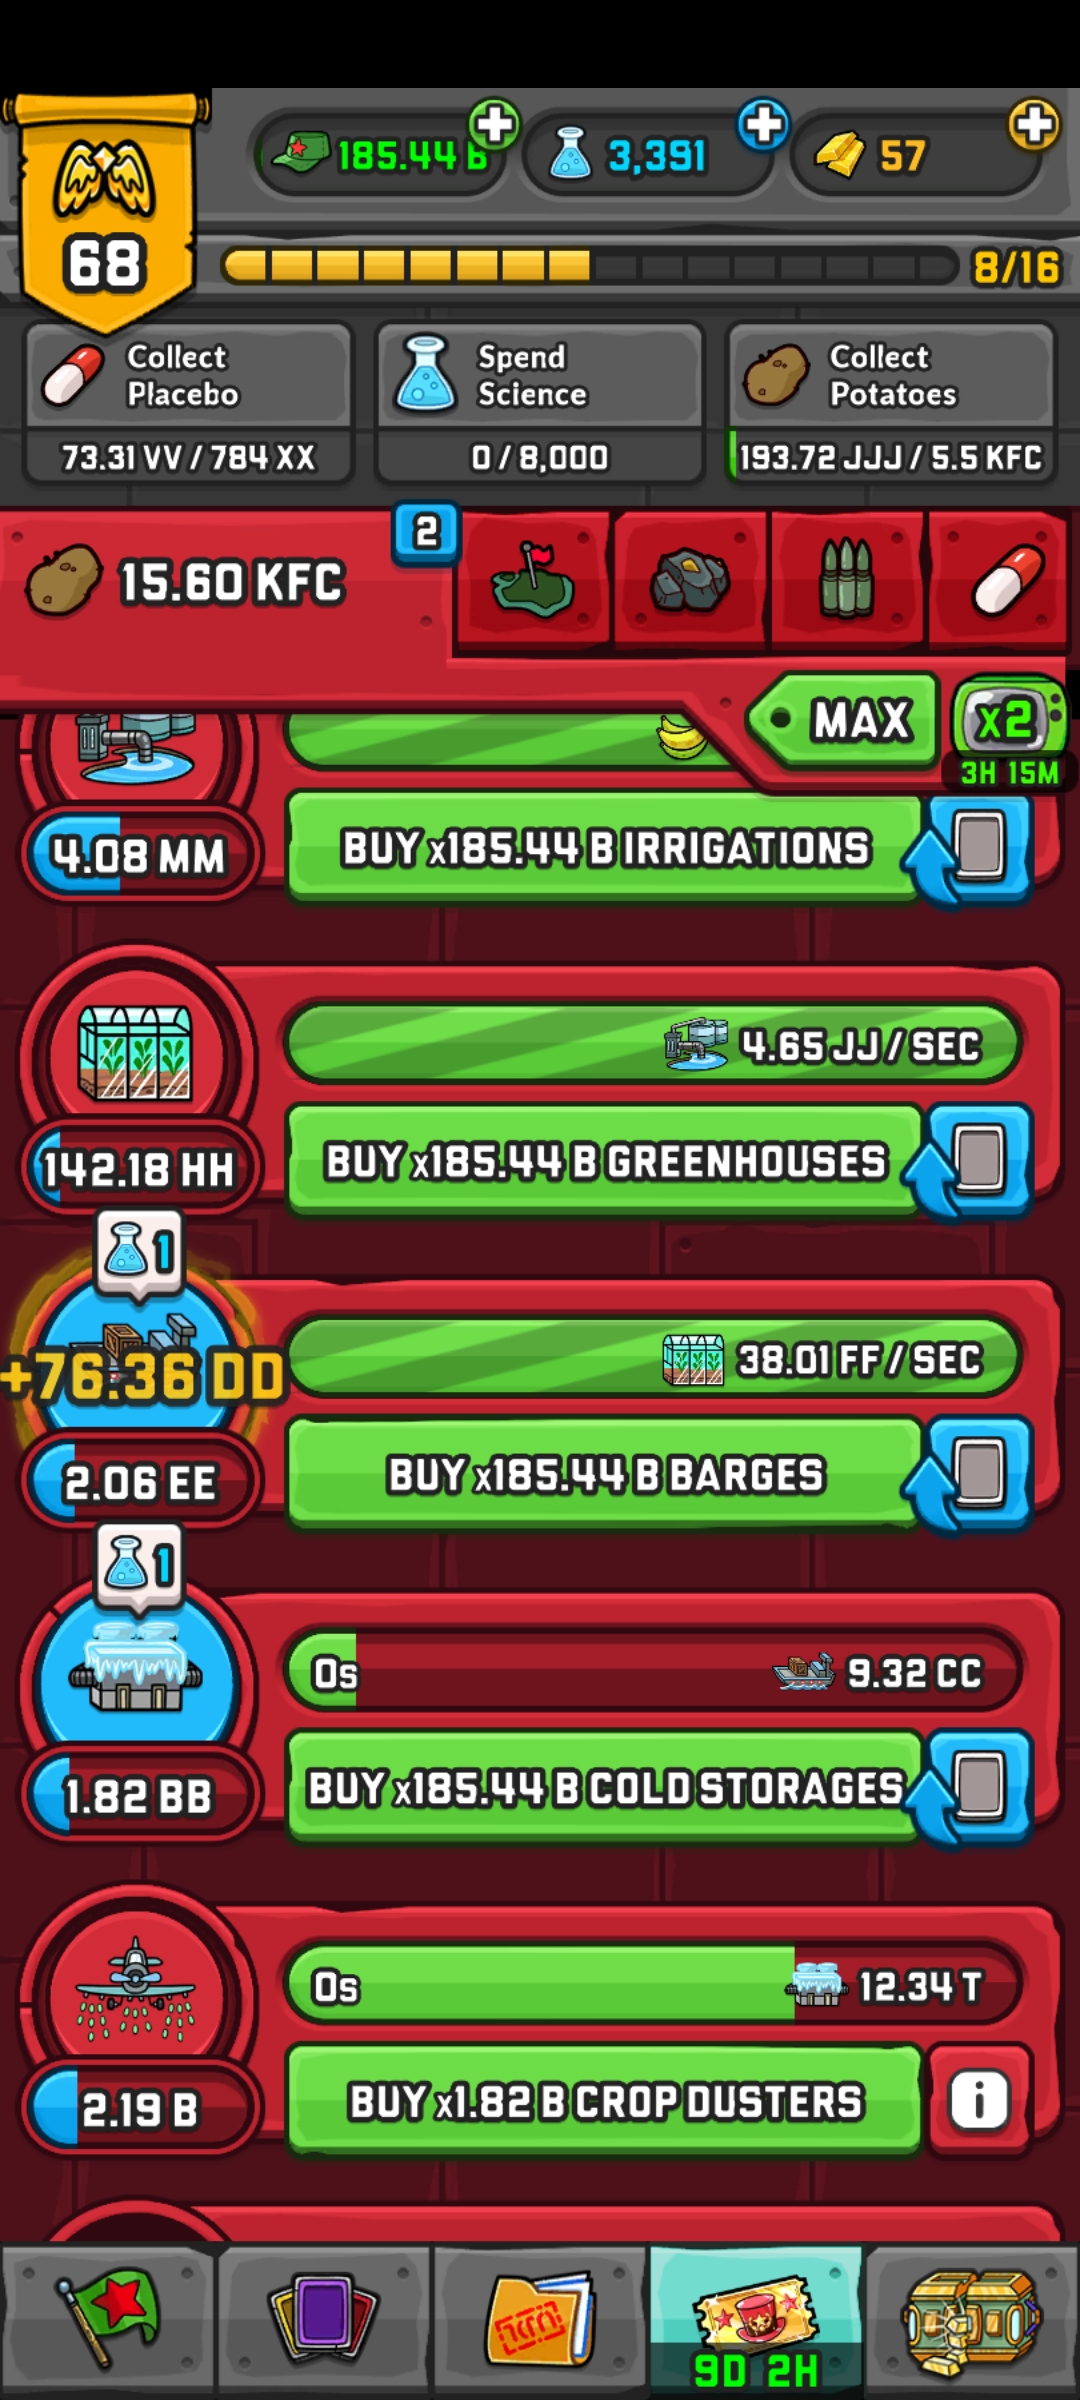 185.44 B
3,391
57
68
8/16
Collect
Placebo
73.31 VV / 784 XX
Spend
Science
0 / 8,000
Collect
Potatoes
193.72 JJJ / 5.5 KFC
15.60 KFC
2
MAX
x2
3H 15M
4.08 MM
BUY x185.44 B IRRIGATIONS
4.65 JJ / SEC
142.18 HH
BUY x185.44 B GREENHOUSES
1
+76.36 DD
38.01 FF / SEC
2.06 EE
BUY x185.44 B BARGES
1
0s
9.32 CC
1.82 BB
BUY x185.44 B COLD STORAGES
0s
12.34 T
2.19 B
BUY x1.82 B CROP DUSTERS
i
9D 2H